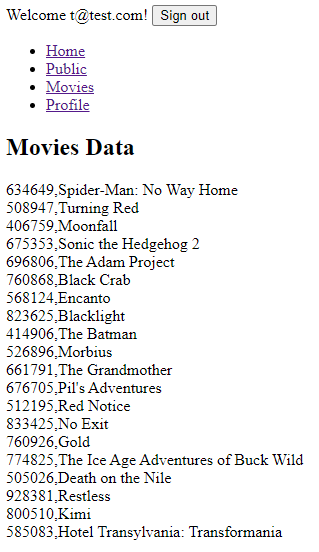 Welcome t@test.com! Sign out
Home
Public
Movies
Profile
Movies Data
634649,Spider-Man: No Way Home
508947,Turning Red
406759,Moonfall
675353,Sonic the Hedgehog 2
696806,The Adam Project
760868,Black Crab
568124,Encanto
823625,Blacklight
414906,The Batman
526896,Morbius
661791,The Grandmother
676705,Pil's Adventures
512195,Red Notice
833425,No Exit
760926,Gold
774825,The Ice Age Adventures of Buck Wild
505026,Death on the Nile
928381,Restless
800510,Kimi
585083,Hotel Transylvania: Transformania